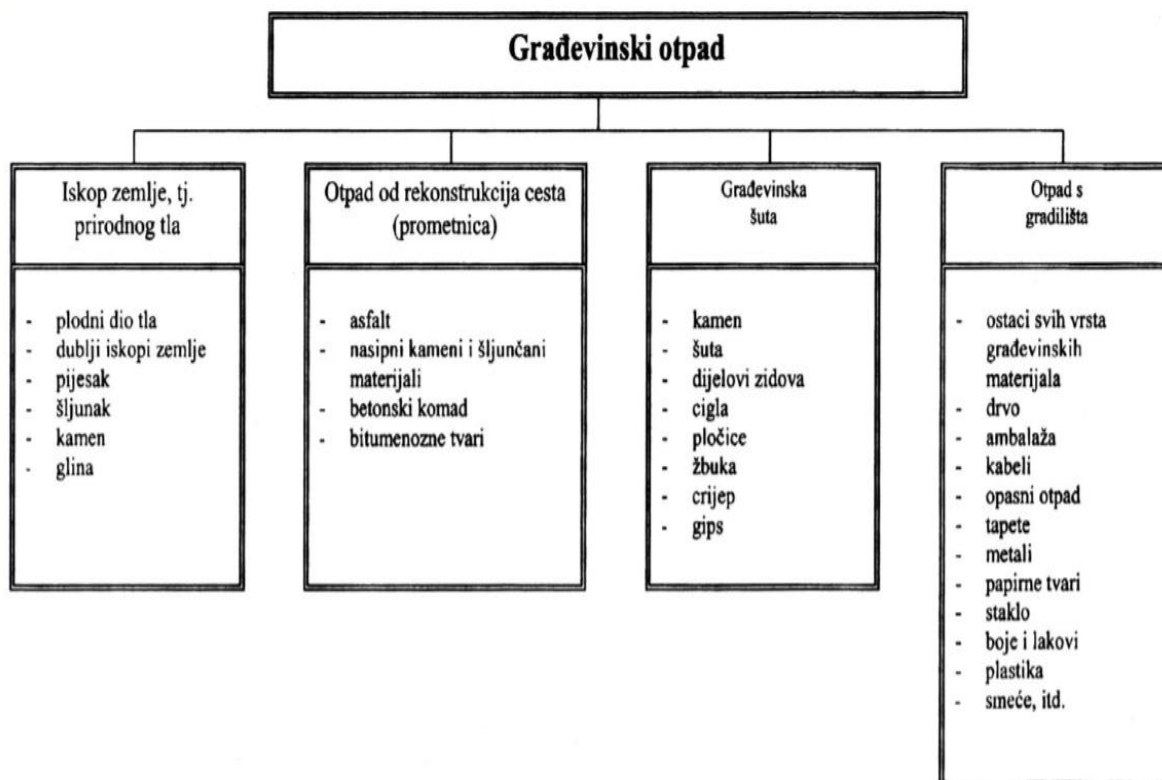 Građevinski otpad
Iskop zemlje, tj.
prirodnog tla
- plodni dio tla
- dublji iskopi zemlje
- pijesak
- šljunak
- kamen
- glina
Otpad od rekonstrukcija cesta
(prometnica)
- asfalt
- nasipni kameni i šljunčani
materijali
- betonski komad
- bitumenozne tvari
Građevinska
šuta
- kamen
- šuta
- dijelovi zidova
- cigla
- pločice
- žbuka
- crijep
- gips
Otpad s
gradilišta
- ostaci svih vrsta
građevinskih
materijala
- drvo
- ambalaža
- kabeli
- opasni otpad
- tapete
- metali
- papirne tvari
- staklo
- boje i lakovi
- plastika
- smeće, itd.